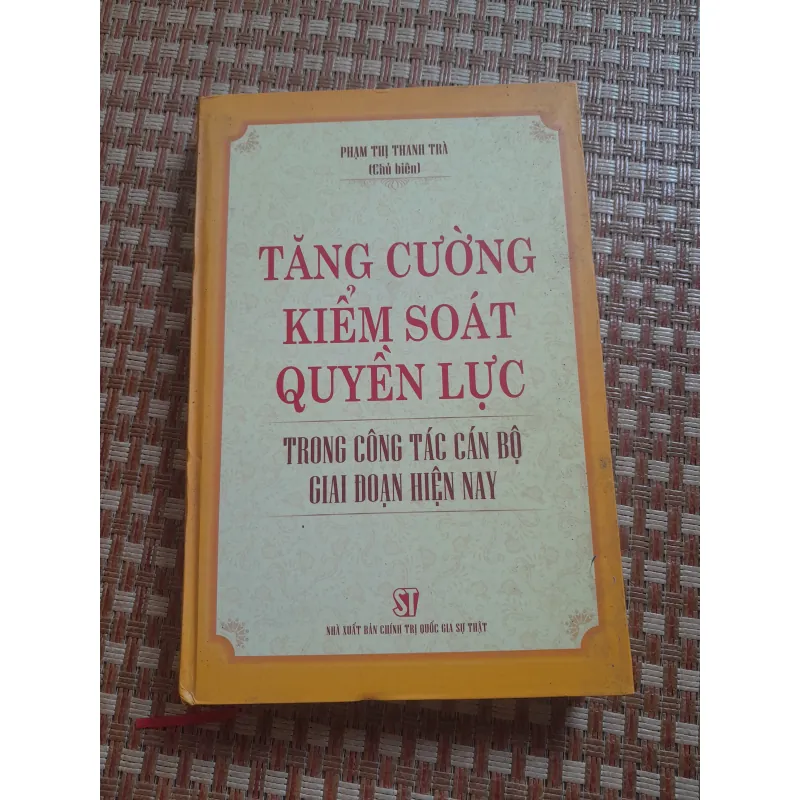 PHẠM THỊ THANH TRÀ
(Chủ biên)
TĂNG CƯỜNG
KIỂM SOÁT
QUYỀN LỰC
TRONG CÔNG TÁC CÁN BỘ
GIAI ĐOẠN HIỆN NAY
ST
NHÀ XUẤT BẢN CHÍNH TRỊ QUỐC GIA SỰ THẬT